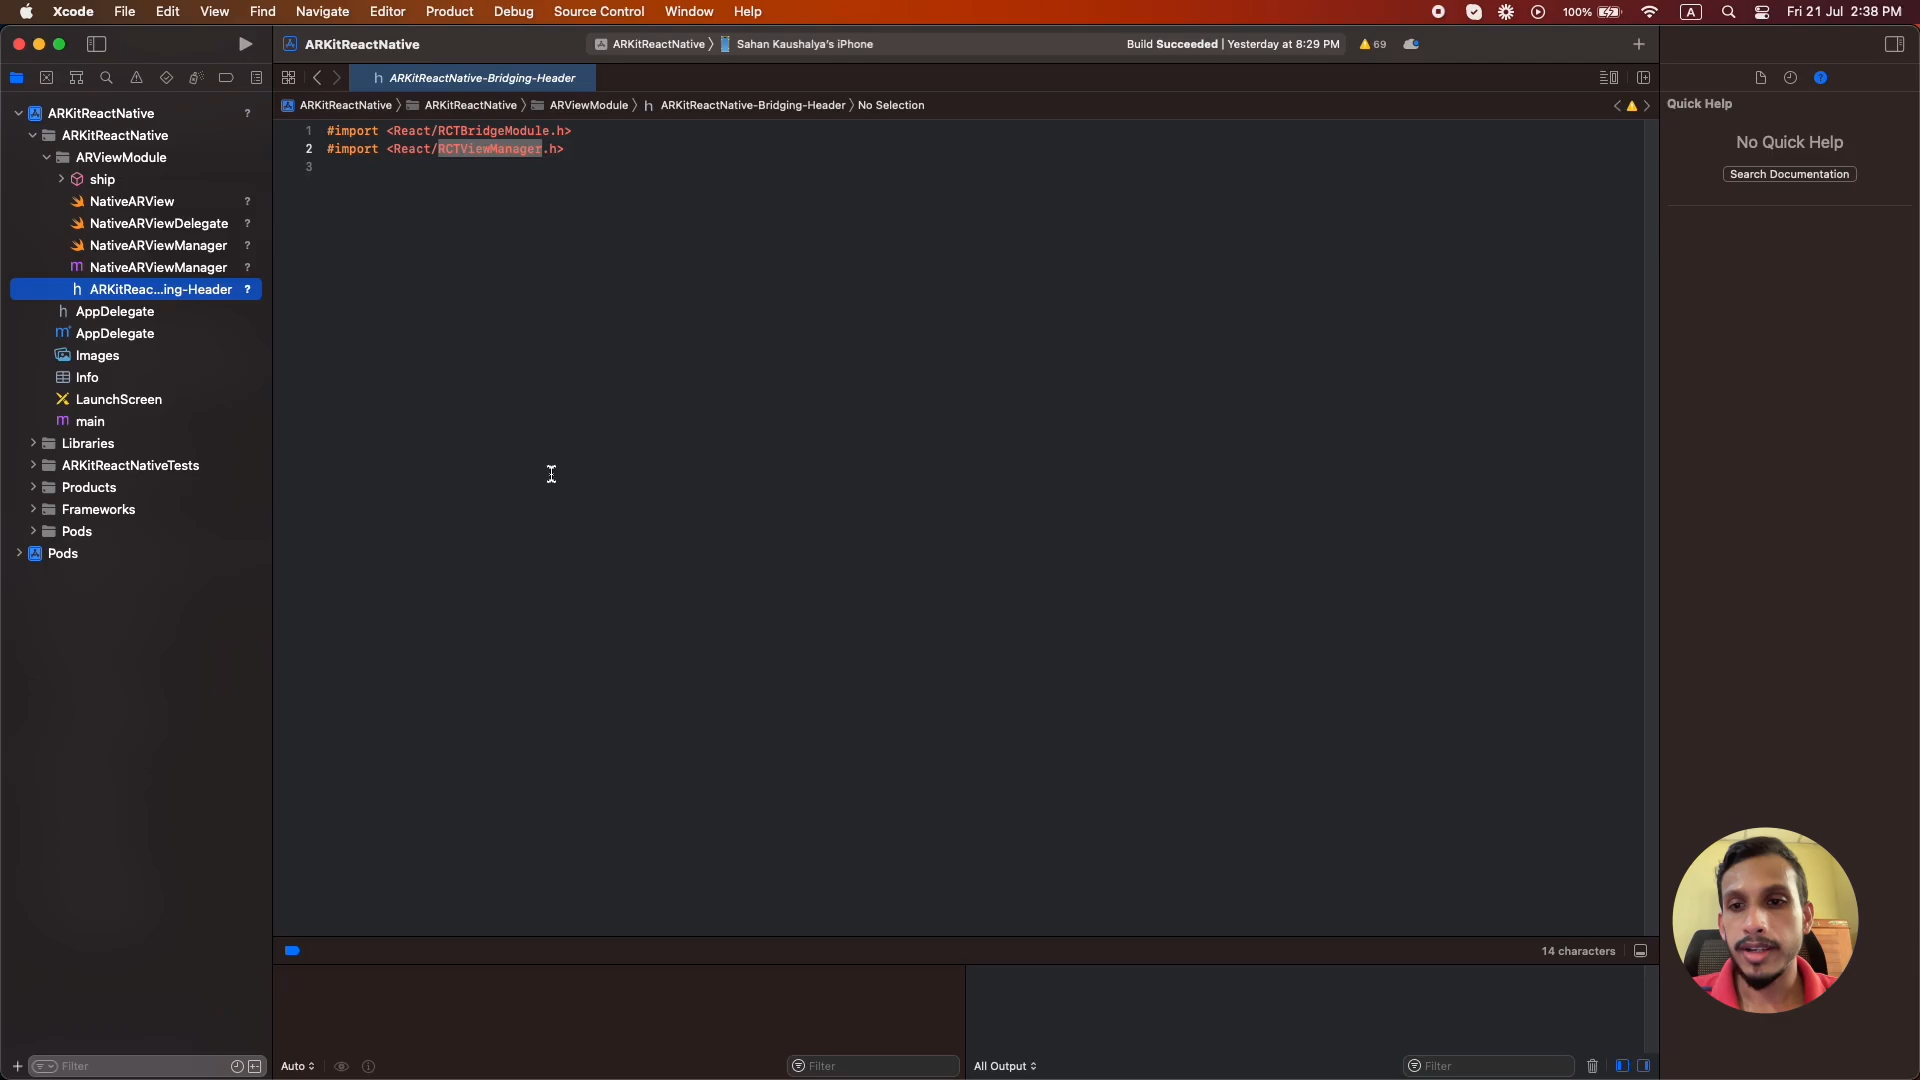 Xcode File Edit View Find Navigate Editor Product Debug Source Control Window Help 100% A Fri 21 Jul 2:38 PM
ARKitReactNative ARKitReactNative Sahan Kaushalya's iPhone Build Succeeded | Yesterday at 8:29 PM 69
ARKitReactNative-Bridging-Header
ARKitReactNative ARKitReactNative ARViewModule ARKitReactNative-Bridging-Header No Selection
Quick Help
No Quick Help
Search Documentation
ARKitReactNative ?
ARKitReactNative
ARViewModule
ship
NativeARView ?
NativeARViewDelegate ?
NativeARViewManager ?
NativeARViewManager ?
ARKitReac...ing-Header ?
AppDelegate
AppDelegate
Images
Info
LaunchScreen
main
Libraries
ARKitReactNativeTests
Products
Frameworks
Pods
Pods
1 #import <React/RCTBridgeModule.h>
2 #import <React/RCTViewManager.h>
3
14 characters
Filter
Auto Filter All Output Filter